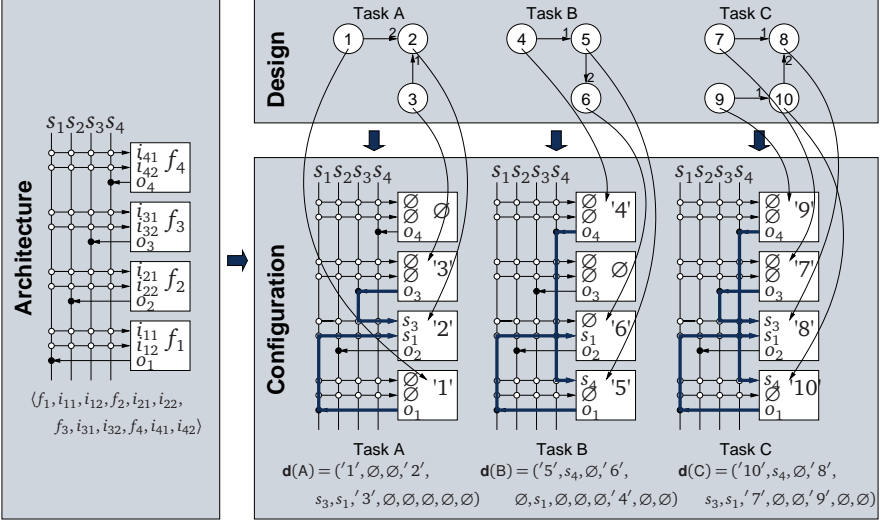 Architecture
s₁s₂s₃s₄
i₄₁ f₄
i₄₂
o₄
i₃₁ f₃
i₃₂
o₃
i₂₁ f₂
i₂₂
o₂
i₁₁ f₁
i₁₂
o₁
⟨f₁,i₁₁,i₁₂,f₂,i₂₁,i₂₂,
f₃,i₃₁,i₃₂,f₄,i₄₁,i₄₂⟩
Design
Task A
1 2 2
1
3
Task B
4 1 5
2
6
Task C
7 1 8
2
9 1 10
Configuration
s₁s₂s₃s₄
∅ ∅
∅
o₄
∅ '3'
∅
o₃
s₃ '2'
s₁
o₂
∅ '1'
∅
o₁
Task A
d(A) = ('1',∅,∅,'2',
s₃,s₁,'3',∅,∅,∅,∅,∅)
s₁s₂s₃s₄
∅ '4'
∅
o₄
∅ ∅
∅
o₃
∅ '6'
s₁
o₂
s₄ '5'
∅
o₁
Task B
d(B) = ('5',s₄,∅,'6',
∅,s₁,∅,∅,∅,'4',∅,∅)
s₁s₂s₃s₄
∅ '9'
∅
o₄
∅ '7'
∅
o₃
s₃ '8'
s₁
o₂
s₄ '10'
∅
o₁
Task C
d(C) = ('10',s₄,∅,'8',
s₃,s₁,'7',∅,∅,'9',∅,∅)